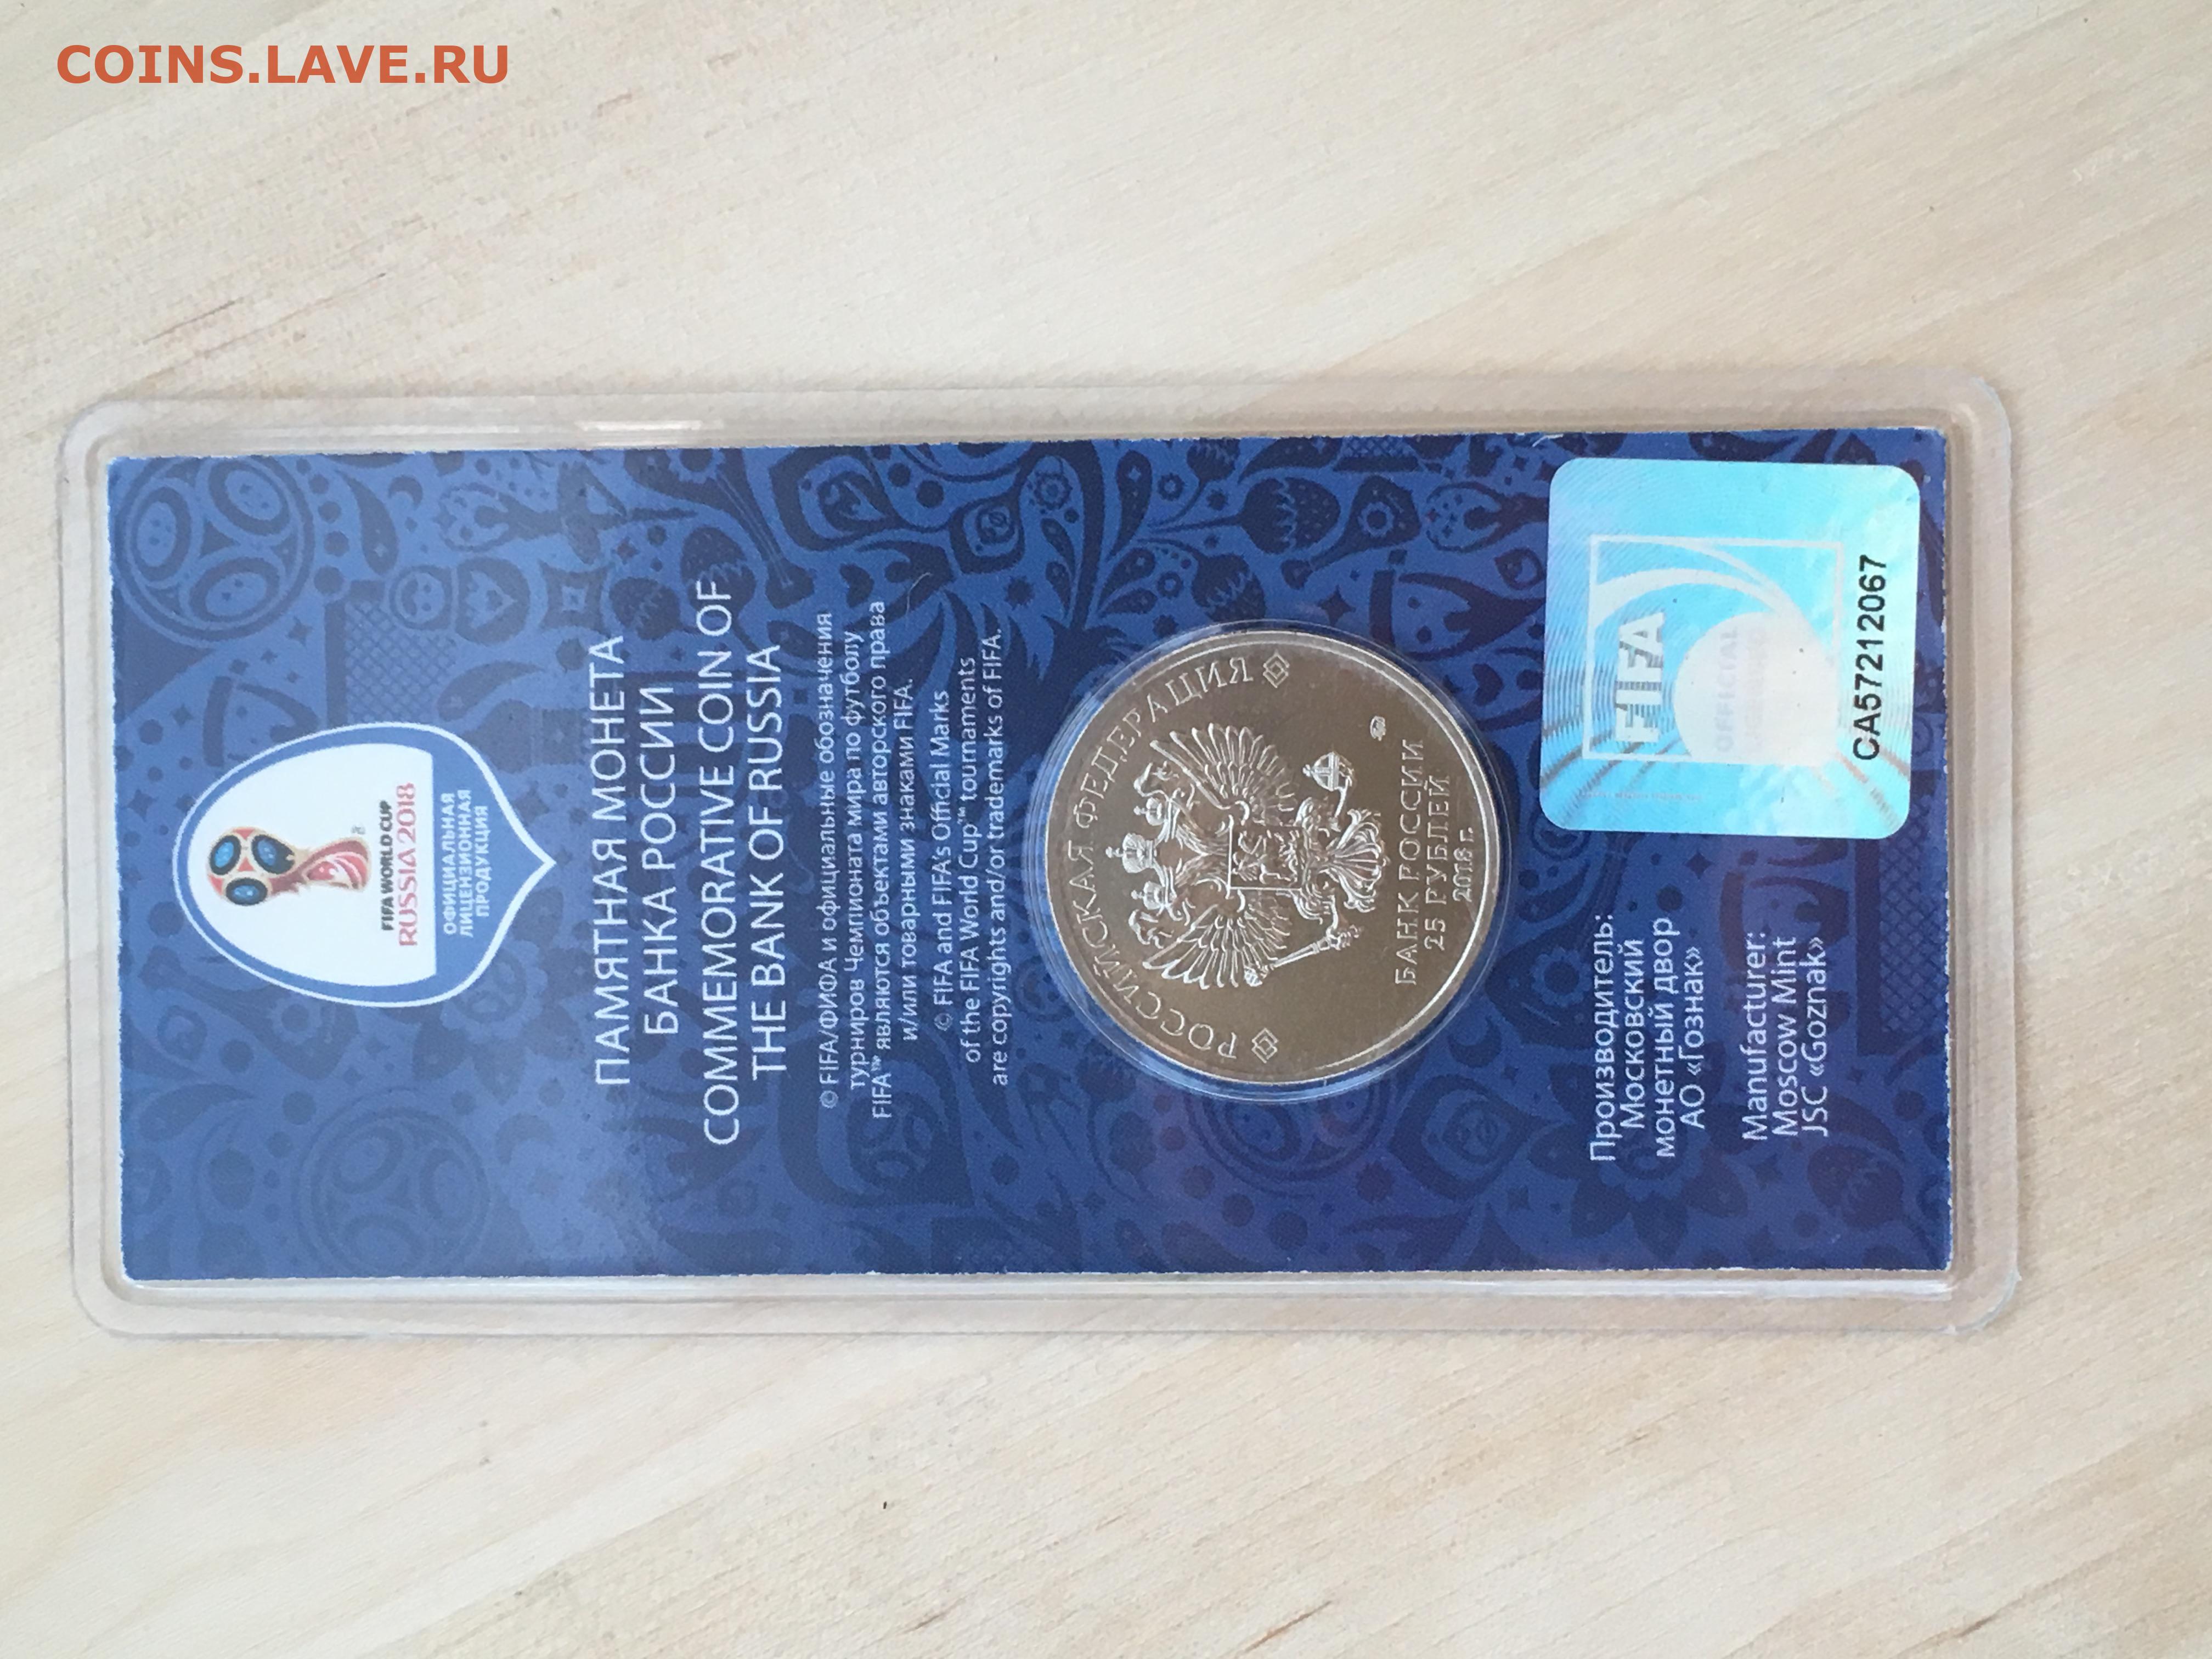 COINS.LAVE.RU
FIFA WORLD CUP
RUSSIA 2018
ОФИЦИАЛЬНАЯ
ЛИЦЕНЗИОННАЯ
ПРОДУКЦИЯ
ПАМЯТНАЯ МОНЕТА
БАНКА РОССИИ
COMMEMORATIVE COIN OF
THE BANK OF RUSSIA
© FIFA/ФИФА и официальные обозначения
турниров Чемпионата мира по футболу
FIFA™ являются объектами авторского права
и/или товарными знаками FIFA.
© FIFA and FIFA's Official Marks
of the FIFA World Cup™ tournaments
are copyrights and/or trademarks of FIFA.
РОССИЙСКАЯ ФЕДЕРАЦИЯ
БАНК РОССИИ
25 РУБЛЕЙ
2018 г.
Производитель:
Московский
монетный двор
АО «Гознак»
Manufacturer:
Moscow Mint
JSC «Goznak»
FIFA
OFFICIAL
CA57212067